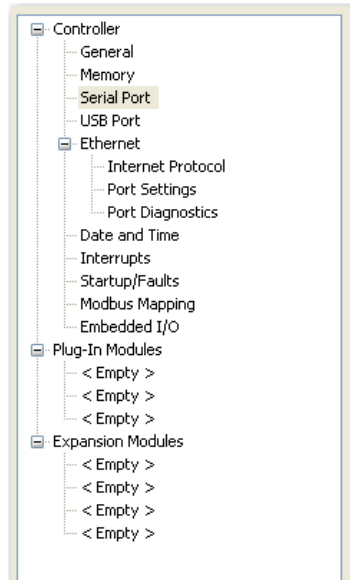 Controller
General
Memory
Serial Port
USB Port
Ethernet
Internet Protocol
Port Settings
Port Diagnostics
Date and Time
Interrupts
Startup/Faults
Modbus Mapping
Embedded I/O
Plug-In Modules
< Empty >
< Empty >
< Empty >
Expansion Modules
< Empty >
< Empty >
< Empty >
< Empty >